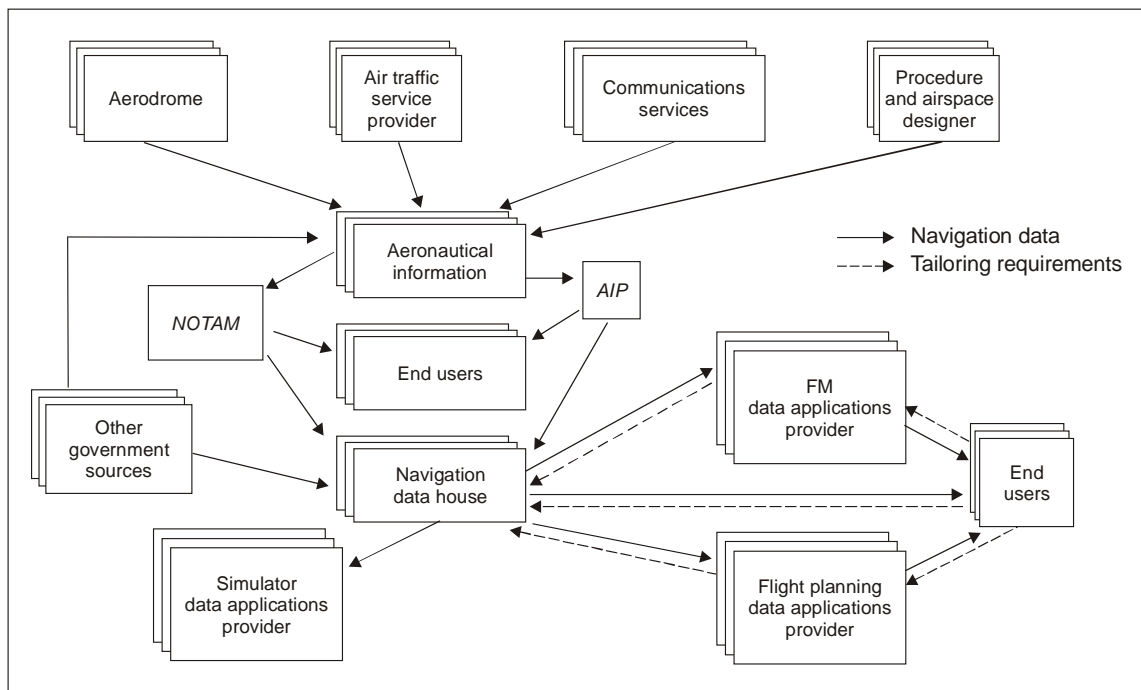 Aerodrome
Air traffic
service
provider
Communications
services
Procedure
and airspace
designer
Aeronautical
information
Navigation data
Tailoring requirements
AIP
NOTAM
End users
FM
data applications
provider
Other
government
sources
Navigation
data house
End
users
Simulator
data applications
provider
Flight planning
data applications
provider